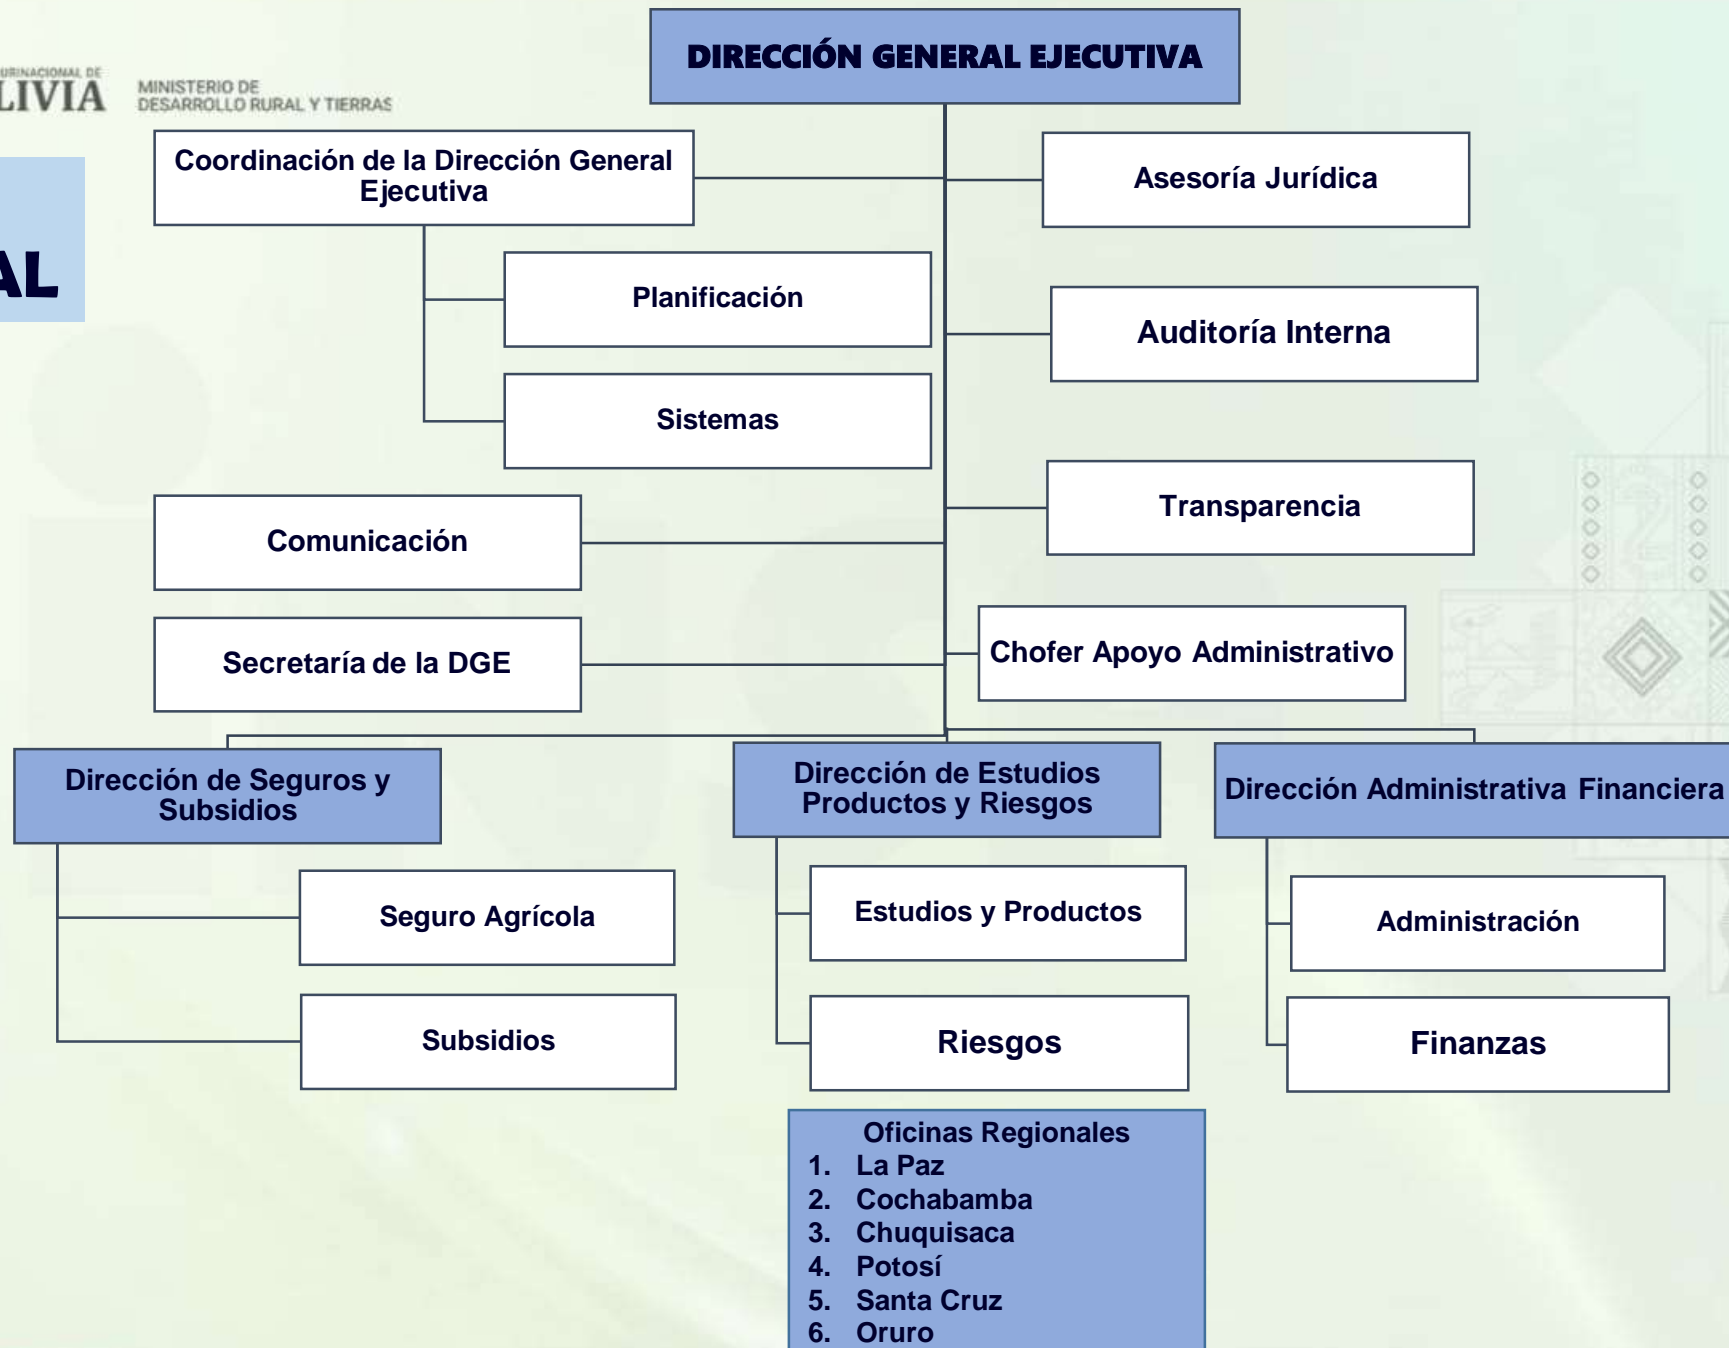 DIRECCIÓN GENERAL EJECUTIVA
URINACIONAL DE
LIVIA
MINISTERIO DE
DESARROLLO RURAL Y TIERRAS
AL
Coordinación de la Dirección General
Ejecutiva
Asesoría Jurídica
Planificación
Auditoría Interna
Sistemas
Transparencia
Comunicación
Secretaría de la DGE
Chofer Apoyo Administrativo
Dirección de Seguros y
Subsidios
Dirección de Estudios
Productos y Riesgos
Dirección Administrativa Financiera
Seguro Agrícola
Estudios y Productos
Administración
Subsidios
Riesgos
Finanzas
Oficinas Regionales
1. La Paz
2. Cochabamba
3. Chuquisaca
4. Potosí
5. Santa Cruz
6. Oruro